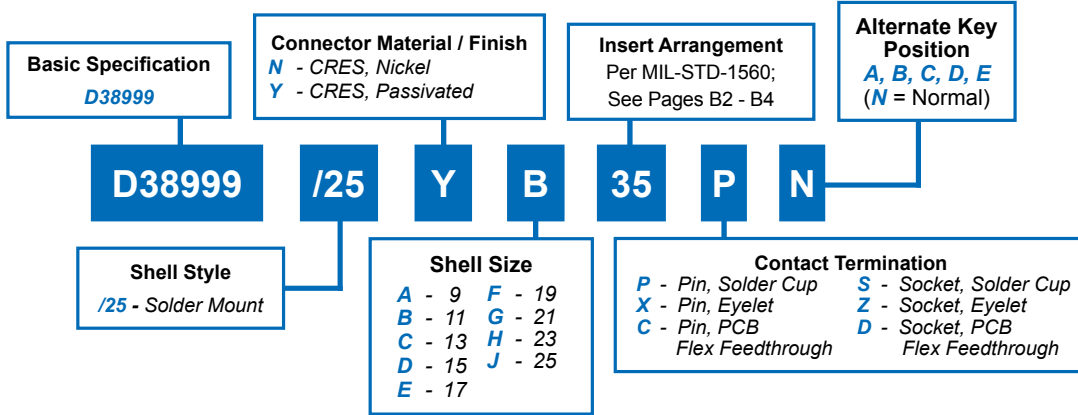 Basic Specification
D38999
Connector Material / Finish
N - CRES, Nickel
Y - CRES, Passivated
Insert Arrangement
Per MIL-STD-1560;
See Pages B2 - B4
Alternate Key
Position
A, B, C, D, E
(N = Normal)
D38999 /25 Y B 35 P N
Shell Style
/25 - Solder Mount
Shell Size
A - 9 F - 19
B - 11 G - 21
C - 13 H - 23
D - 15 J - 25
E - 17
Contact Termination
P - Pin, Solder Cup S - Socket, Solder Cup
X - Pin, Eyelet Z - Socket, Eyelet
C - Pin, PCB D - Socket, PCB
Flex Feedthrough Flex Feedthrough